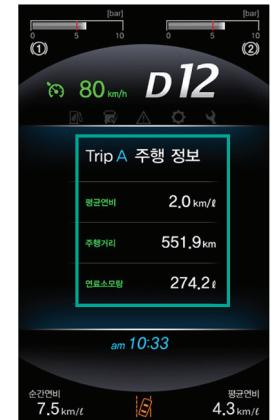 [bar] [bar]
0 5 10 0 5 10
① ②
80 km/h D12
Trip A 주행 정보
평균연비 2.0 km/ℓ
주행거리 551.9 km
연료소모량 274.2 ℓ
am 10:33
순간연비 평균연비
7.5 km/ℓ 4.3 km/ℓ